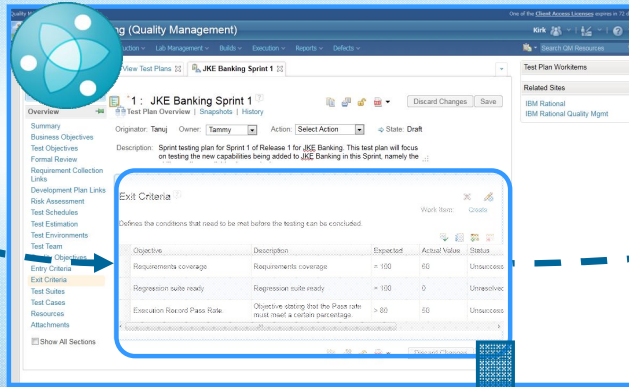 One of the Client Access Licenses expires in 72 d
ng (Quality Management)
Kirk
uction Lab Management Builds Execution Reports Defects
Search QM Resources
View Test Plans JKE Banking Sprint 1
Test Plan Workitems
Related Sites
IBM Rational
IBM Rational Quality Mgmt
1 : JKE Banking Sprint 1
Discard Changes Save
Overview
Test Plan Overview | Snapshots | History
Originator: Tanuj Owner: Tammy Action: Select Action State: Draft
Description: Sprint testing plan for Sprint 1 of Release 1 for JKE Banking. This test plan will focus
on testing the new capabilities being added to JKE Banking in this Sprint, namely the
Summary
Business Objectives
Test Objectives
Formal Review
Requirement Collection
Links
Development Plan Links
Risk Assessment
Test Schedules
Test Estimation
Test Environments
Test Team
Objectives
Entry Criteria
Exit Criteria
Test Suites
Test Cases
Resources
Attachments
Show All Sections
Exit Criteria
Work Item: Create
Defines the conditions that need to be met before the testing can be concluded.
Objective Description Expected Actual Value Status
Requirements coverage Requirements coverage = 100 60 Unsuccess
Regression suite ready Regression suite ready = 100 0 Unresolved
Execution Record Pass Rate Objective stating that the Pass rate
must meet a certain percentage. > 80 50 Unsuccess
Discard Changes